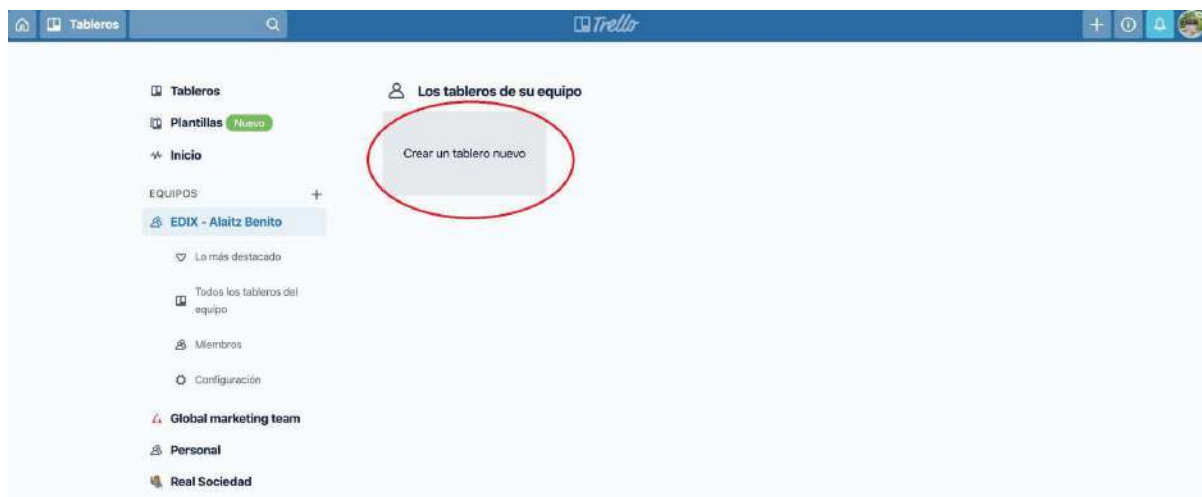 Tableros
Trello
Tableros
Plantillas Nuevo
Inicio
EQUIPOS
EDIX - Alaitz Benito
Lo más destacado
Todos los tableros del
equipo
Miembros
Configuración
Global marketing team
Personal
Real Sociedad
Los tableros de su equipo
Crear un tablero nuevo